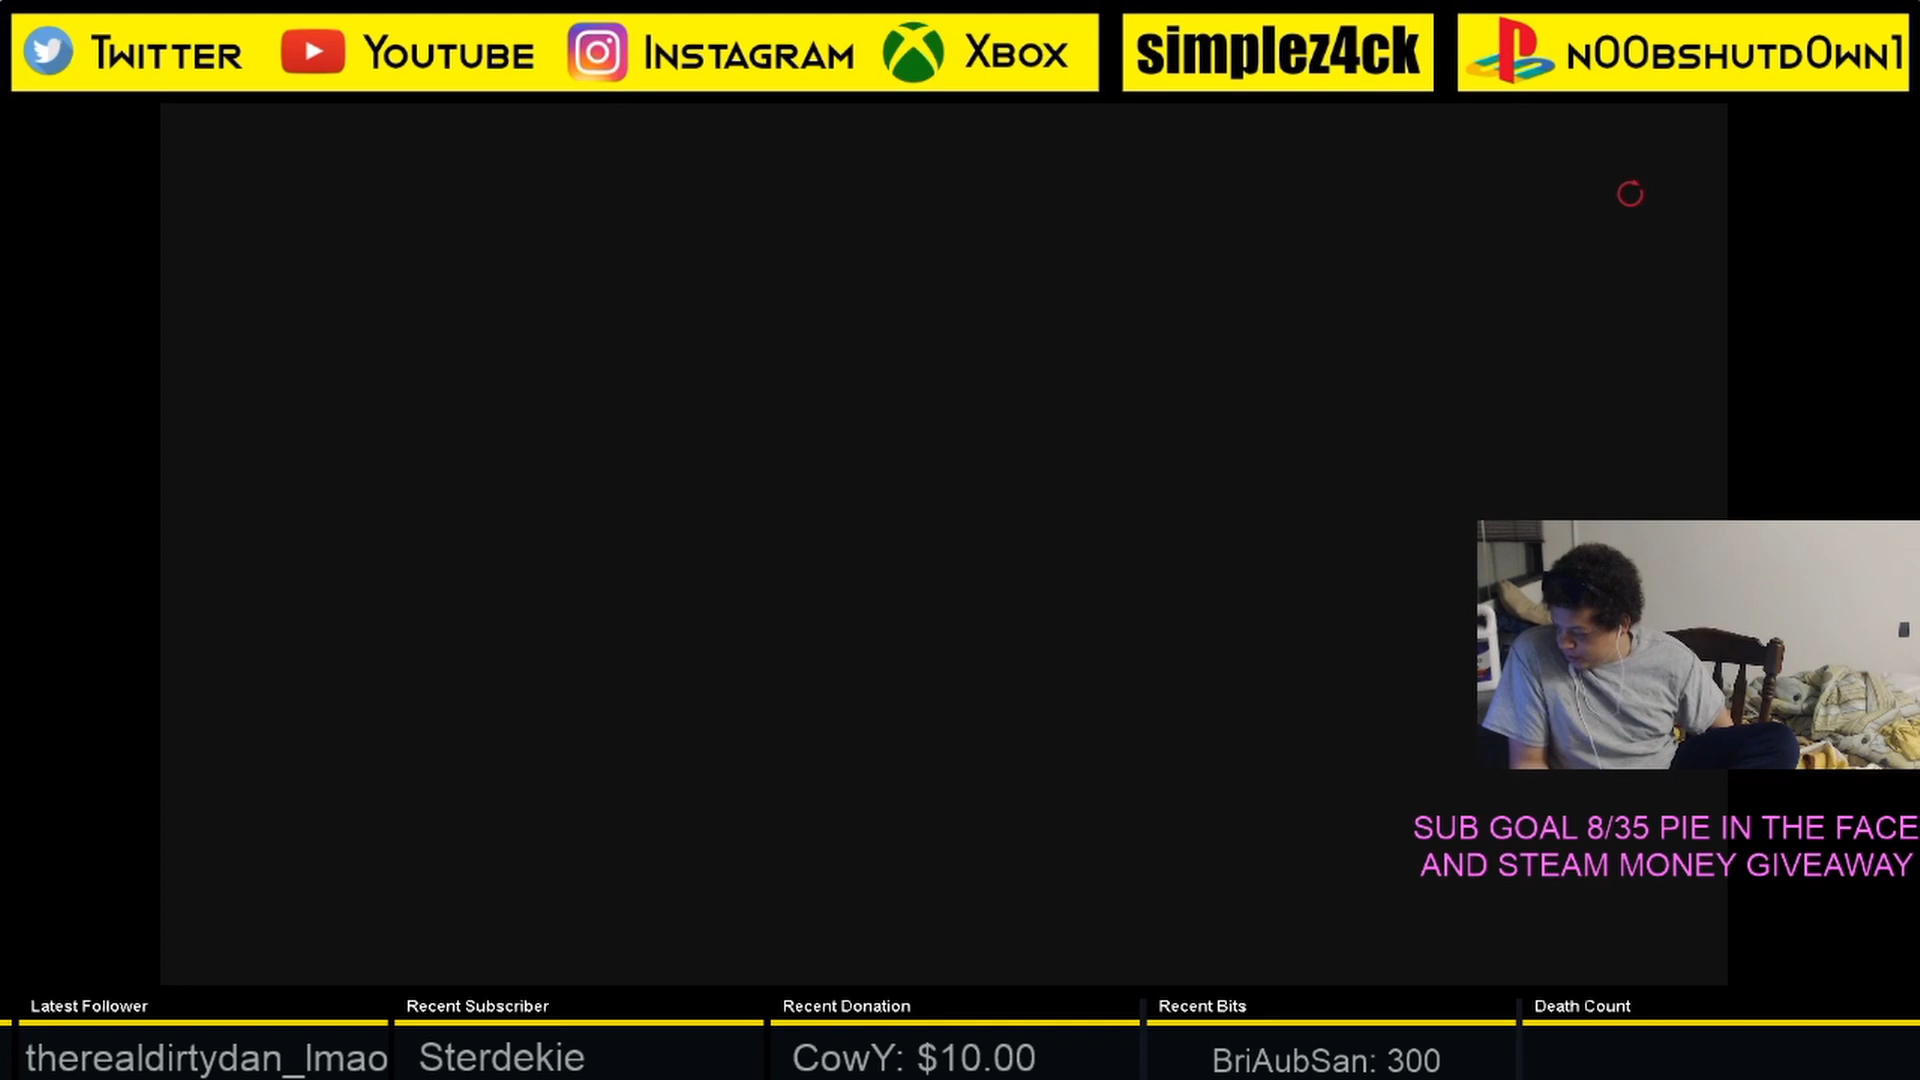 Twitter Youtube Instagram Xbox simplez4ck n00bshutd0wn1
SUB GOAL 8/35 PIE IN THE FACE
AND STEAM MONEY GIVEAWAY
Latest Follower Recent Subscriber Recent Donation Recent Bits Death Count
therealdirtydan_lmao Sterdekie CowY: $10.00 BriAubSan: 300